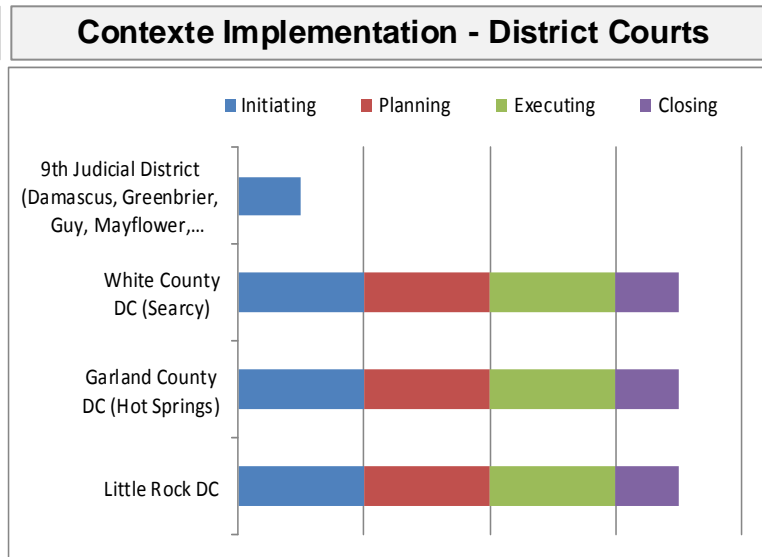 Contexte Implementation - District Courts
Initiating Planning Executing Closing
9th Judicial District
(Damascus, Greenbrier,
Guy, Mayflower,...
White County
DC (Searcy)
Garland County
DC (Hot Springs)
Little Rock DC